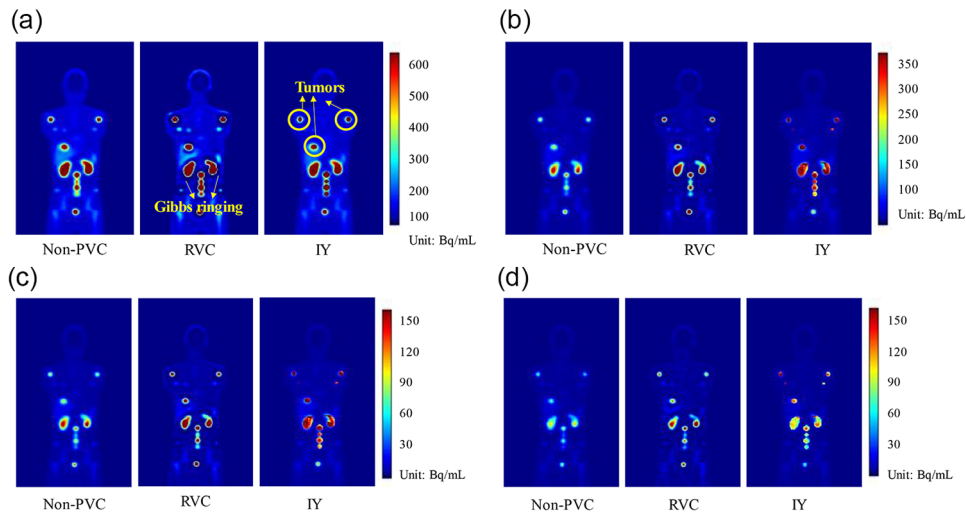 (a)
Tumors
Gibbs ringing
Non-PVC
RVC
IY
600
500
400
300
200
100
Unit: Bq/mL
(b)
Non-PVC
RVC
IY
350
300
250
200
150
100
Unit: Bq/mL
(c)
Non-PVC
RVC
IY
150
120
90
60
30
Unit: Bq/mL
(d)
Non-PVC
RVC
IY
150
120
90
60
30
Unit: Bq/mL